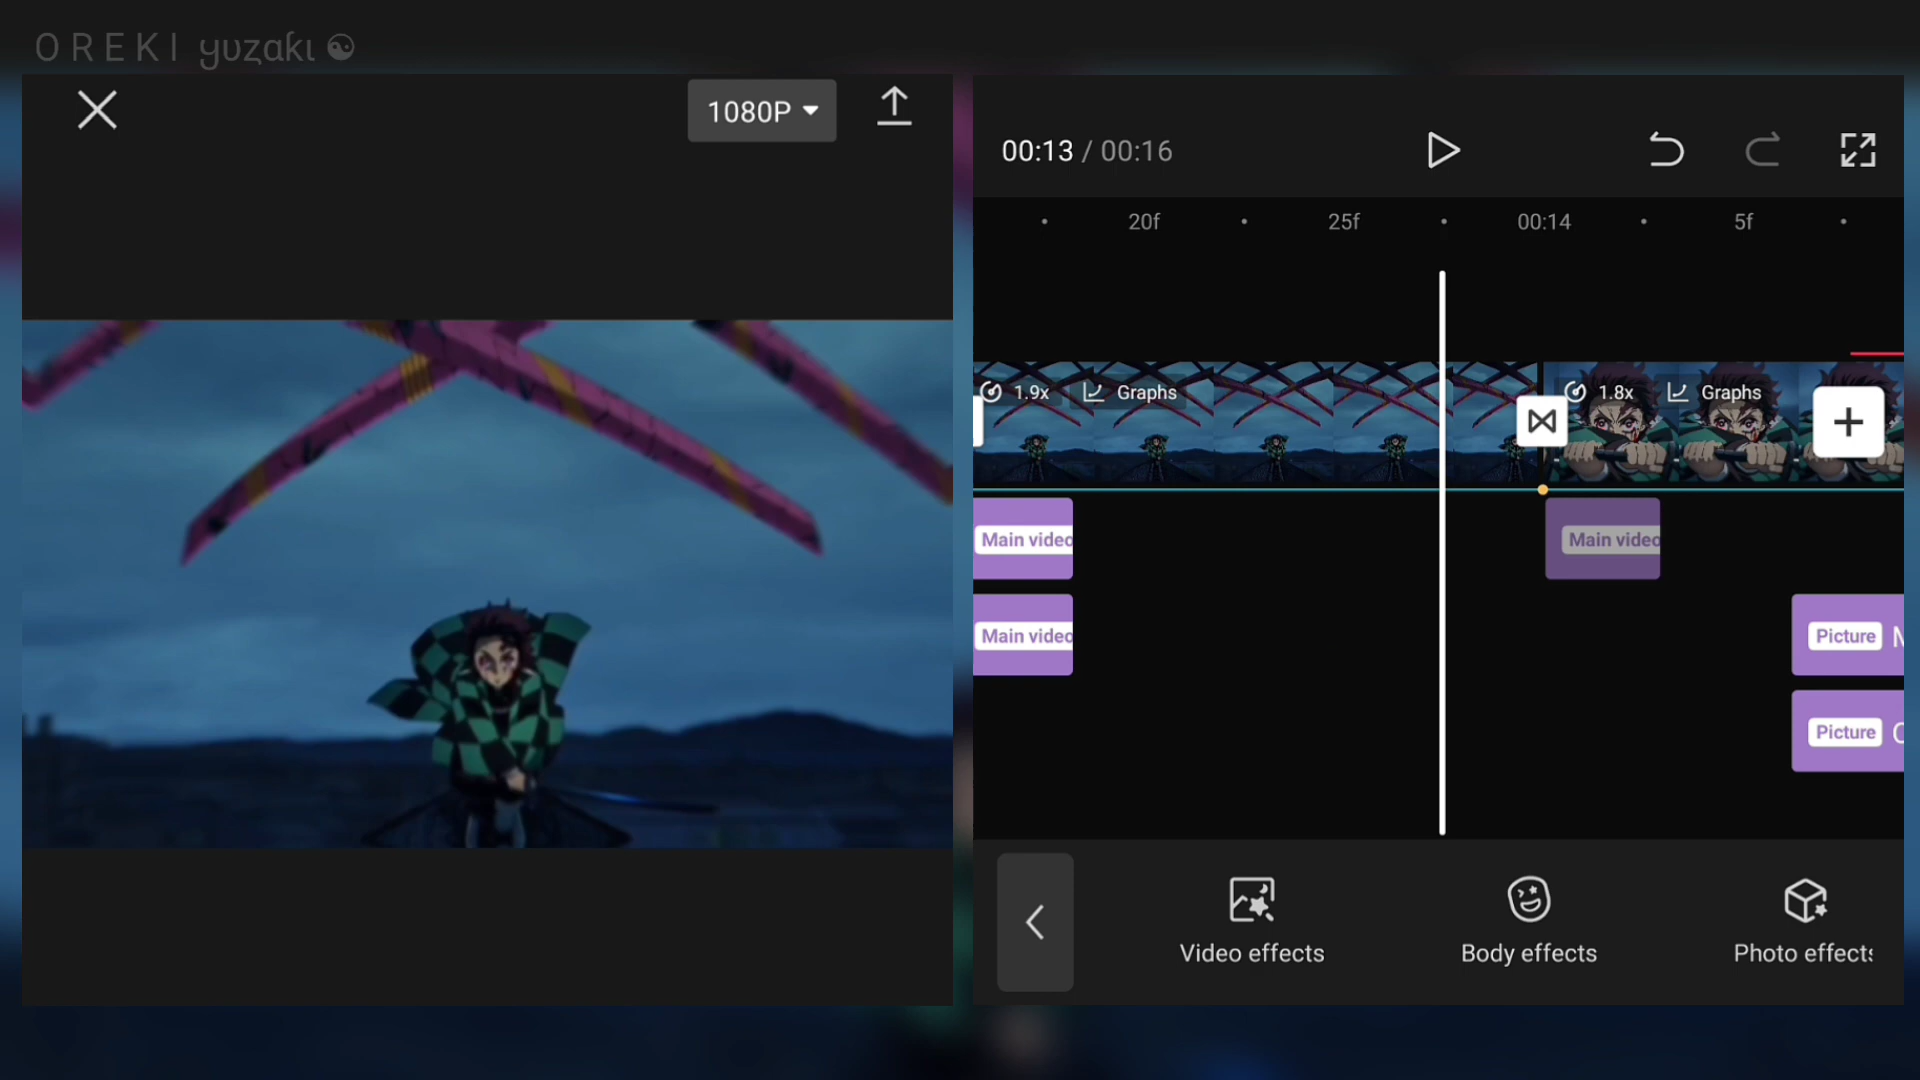 O R E K I yuzaki ☯
1080P
00:13 / 00:16
20f 25f 00:14 5f
1.9x Graphs 1.8x Graphs
Main video Main video
Main video Picture
Picture
Video effects Body effects Photo effects